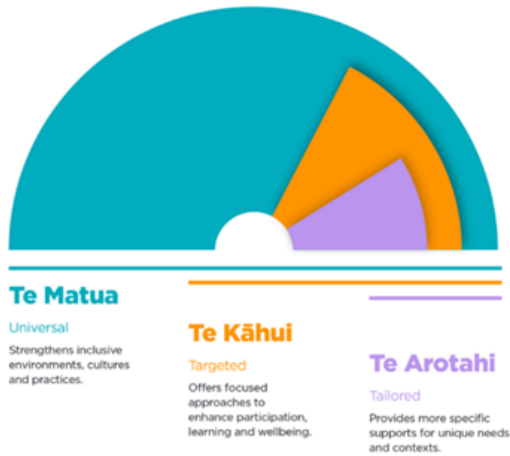 Te Matua
Universal
Strengthens inclusive
environments, cultures
and practices.
Te Kāhui
Targeted
Offers focused
approaches to
enhance participation,
learning and wellbeing.
Te Arotahi
Tailored
Provides more specific
supports for unique needs
and contexts.